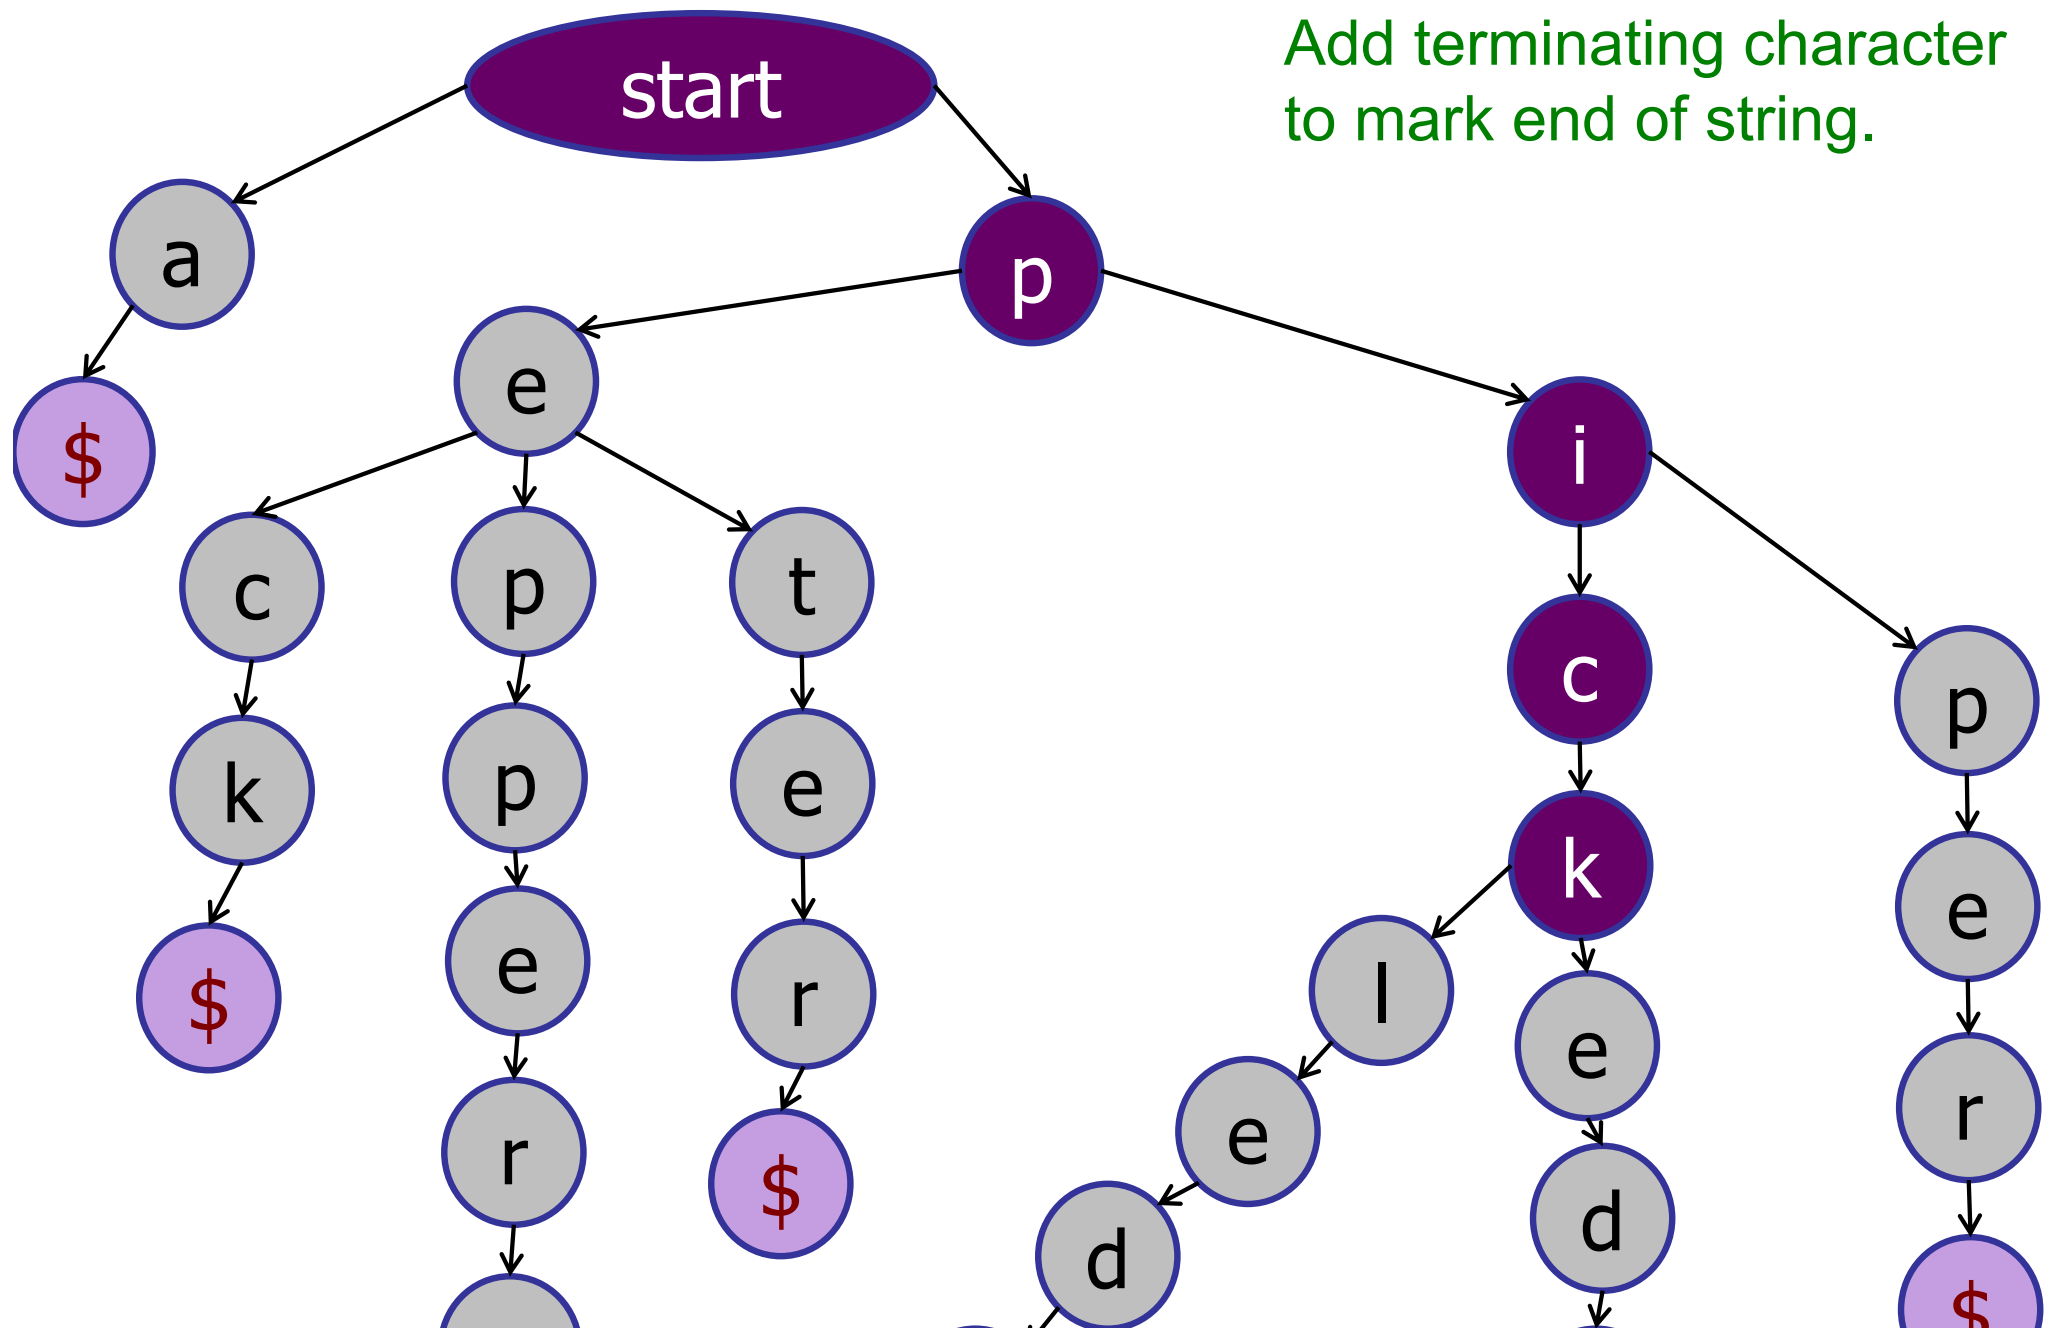 Add terminating character
to mark end of string.
start
a
p
e
$
i
c
p
t
c
p
k
p
e
k
e
$
e
r
l
e
r
$
e
d
r
d
$